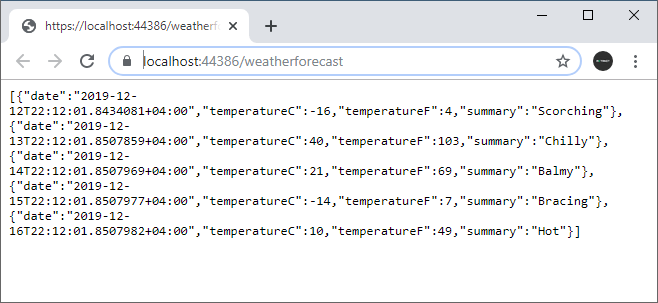 https://localhost:44386/weatherfo
localhost:44386/weatherforecast
[{"date":"2019-12-
12T22:12:01.8434081+04:00","temperatureC":-16,"temperatureF":4,"summary":"Scorching"},
{"date":"2019-12-
13T22:12:01.8507859+04:00","temperatureC":40,"temperatureF":103,"summary":"Chilly"},
{"date":"2019-12-
14T22:12:01.8507969+04:00","temperatureC":21,"temperatureF":69,"summary":"Balmy"},
{"date":"2019-12-
15T22:12:01.8507977+04:00","temperatureC":-14,"temperatureF":7,"summary":"Bracing"},
{"date":"2019-12-
16T22:12:01.8507982+04:00","temperatureC":10,"temperatureF":49,"summary":"Hot"}]